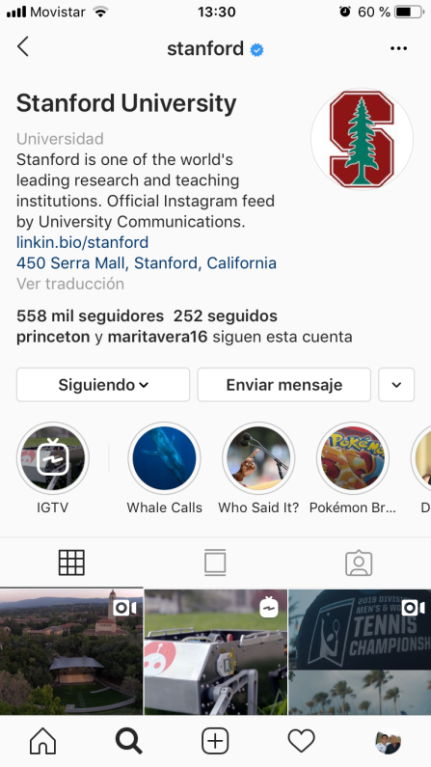 Movistar 13:30 60 %
stanford
Stanford University
Universidad
Stanford is one of the world's
leading research and teaching
institutions. Official Instagram feed
by University Communications.
linkin.bio/stanford
450 Serra Mall, Stanford, California
Ver traducción
558 mil seguidores 252 seguidos
princeton y maritavera16 siguen esta cuenta
Siguiendo Enviar mensaje
POKéMON
IGTV Whale Calls Who Said It? Pokémon Br... D
2019 DIVISI
MEN'S & WO
TENNIS
CHAMPIONSH